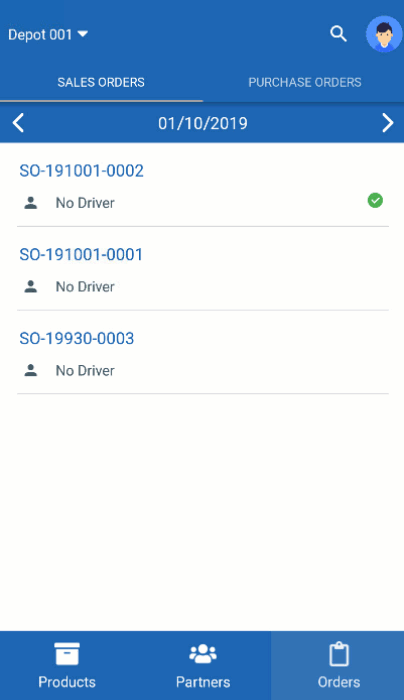 Depot 001
SALES ORDERS PURCHASE ORDERS
01/10/2019
SO-191001-0002
No Driver
SO-191001-0001
No Driver
SO-19930-0003
No Driver
Products Partners Orders